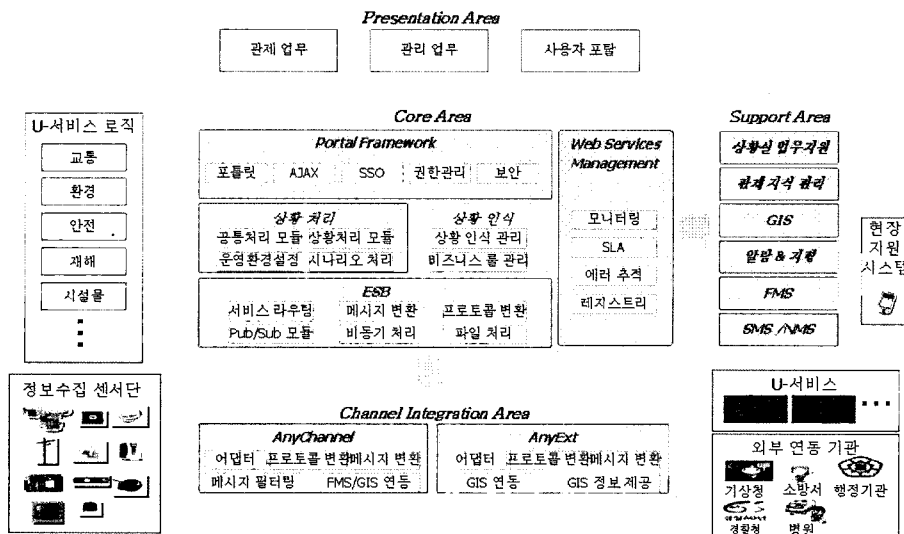 Presentation Area
관제 업무
관리 업무
사용자 포탈
U-서비스 로직
교통
환경
안전
재해
시설물
Core Area
Portal Framework
포틀릿 AJAX SSO 권한관리 보안
상황 처리
공통처리 모듈 상황처리 모듈
운영환경설정 시나리오 처리
상황 인식
상황 인식 관리
비즈니스 룰 관리
ESB
서비스 라우팅 메시지 변환 프로토콜 변환
Pub/Sub 모듈 비동기 처리 파일 처리
Web Services
Management
모니터링
SLA
에러 추적
레지스트리
Support Area
상황실 업무지원
관제 지식 관리
GIS
알람 & 지령
FMS
SMS /NMS
현장
지원
시스템
정보수집 센서단
Channel Integration Area
AnyChannel
어댑터 프로토콜 변환메시지 변환
메시지 필터링 FMS/GIS 연동
AnyExt
어댑터 프로토콜 변환메시지 변환
GIS 연동 GIS 정보제공
U-서비스
외부 연동 기관
기상청 소방서 행정기관
경찰청 병원